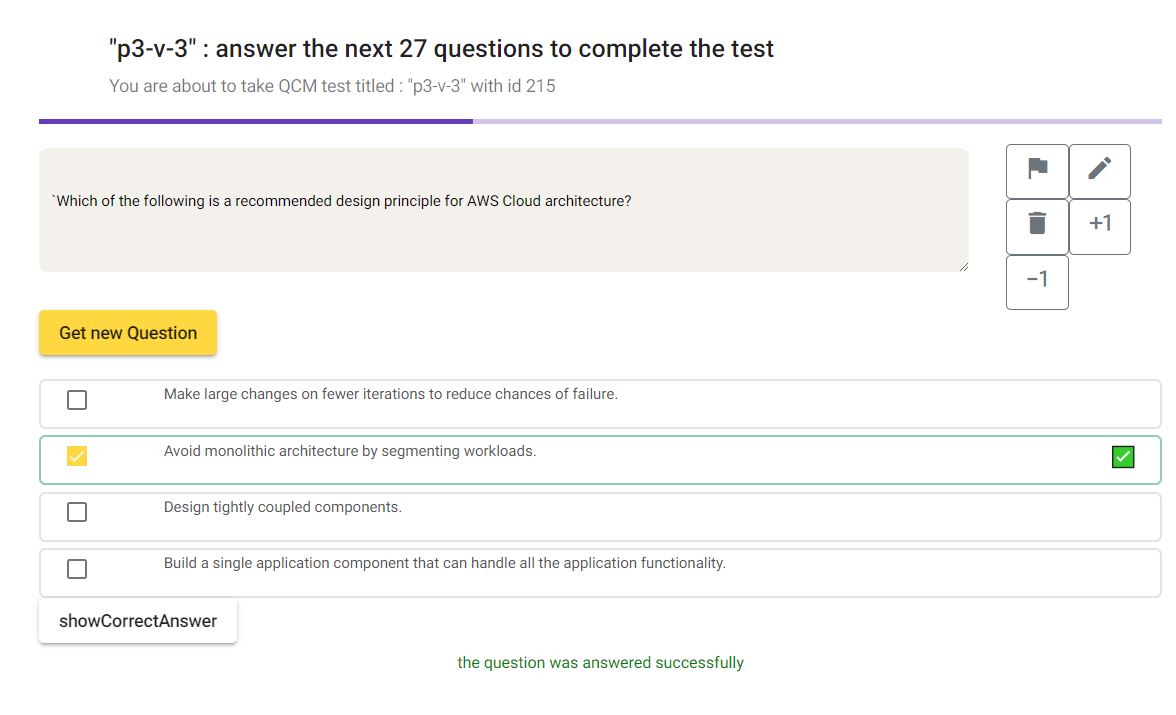 "p3-v-3" : answer the next 27 questions to complete the test
You are about to take QCM test titled : "p3-v-3" with id 215
`Which of the following is a recommended design principle for AWS Cloud architecture?
+1
−1
Get new Question
Make large changes on fewer iterations to reduce chances of failure.
Avoid monolithic architecture by segmenting workloads.
Design tightly coupled components.
Build a single application component that can handle all the application functionality.
showCorrectAnswer
the question was answered successfully